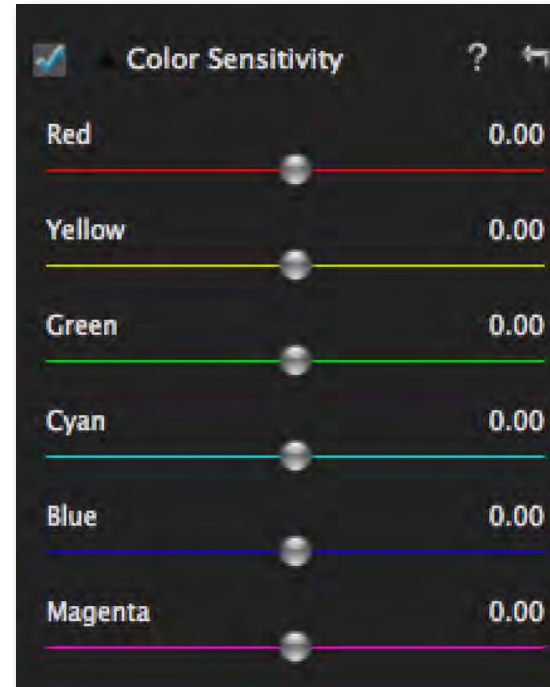 Color Sensitivity ?
Red 0.00
Yellow 0.00
Green 0.00
Cyan 0.00
Blue 0.00
Magenta 0.00